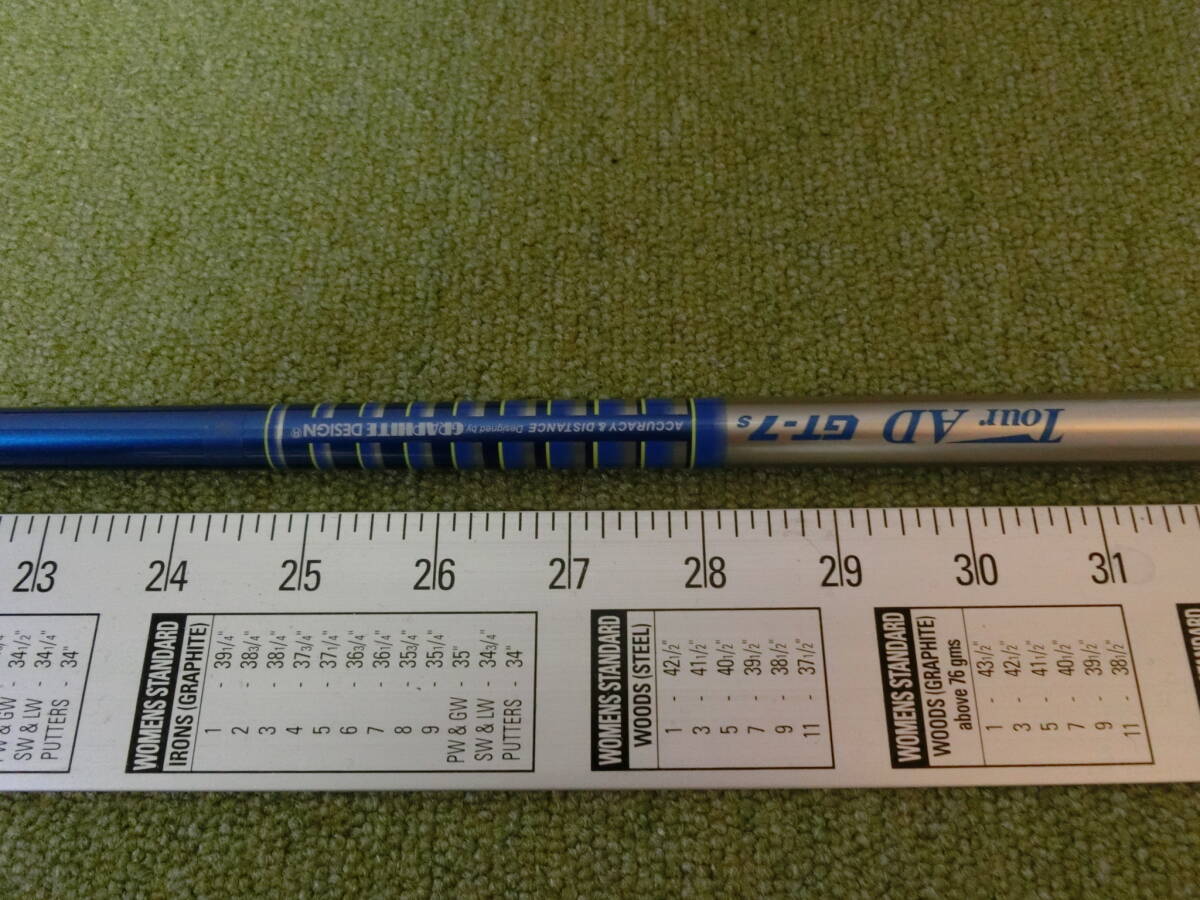 Tour AD GT-7s
ACCURACY & DISTANCE Designed by GRAPHITE DESIGN®
23 24 25 26 27 28 29 30 31
PW & GW -
SW & LW - 34 1/2"
PUTTERS - 34 1/4"
34"
WOMENS STANDARD
IRONS (GRAPHITE)
1 - 39 1/4"
2 - 38 3/4"
3 - 38 1/4"
4 - 37 3/4"
5 - 37 1/4"
6 - 36 3/4"
7 - 36 1/4"
8 - 35 3/4"
9 - 35 1/4"
PW & GW - 35"
SW & LW - 34 3/4"
PUTTERS - 34"
WOMENS STANDARD
WOODS (STEEL)
1 - 42 1/2"
3 - 41 1/2"
5 - 40 1/2"
7 - 39 1/2"
9 - 38 1/2"
11 - 37 1/2"
WOMENS STANDARD
WOODS (GRAPHITE)
above 76 gms
1 - 43 1/2"
3 - 42 1/2"
5 - 41 1/2"
7 - 40 1/2"
9 - 39 1/2"
11 - 38 1/2"